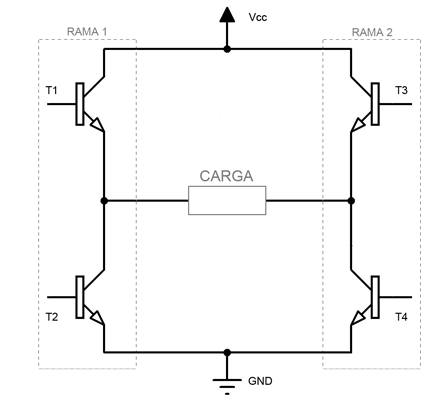 Vcc
RAMA 1
RAMA 2
T1
T3
CARGA
T2
T4
GND